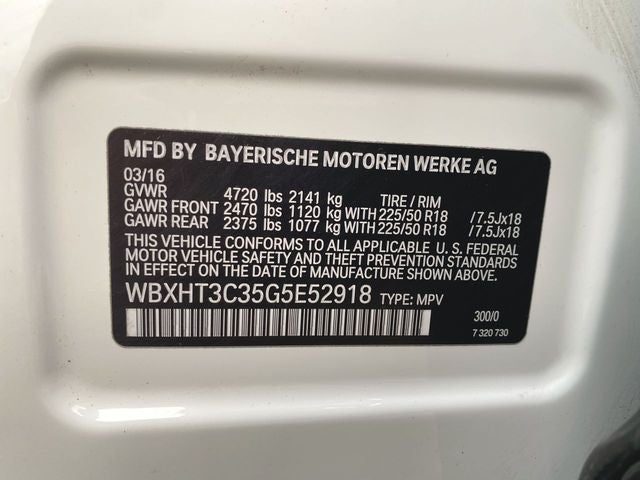 MFD BY BAYERISCHE MOTOREN WERKE AG
03/16
GVWR 4720 lbs 2141 kg TIRE / RIM
GAWR FRONT 2470 lbs 1120 kg WITH 225/50 R18 / 7.5Jx18
GAWR REAR 2375 lbs 1077 kg WITH 225/50 R18 / 7.5Jx18
THIS VEHICLE CONFORMS TO ALL APPLICABLE U. S. FEDERAL
MOTOR VEHICLE SAFETY AND THEFT PREVENTION STANDARDS
IN EFFECT ON THE DATE OF MANUFACTURE SHOWN ABOVE.
WBXHT3C35G5E52918 TYPE: MPV
300/0
7 320 730